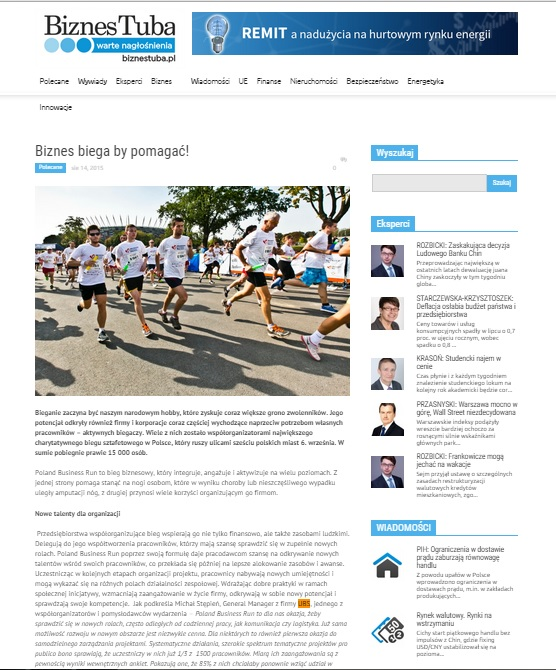 BiznesTuba
warte nagłośnienia
biznestuba.pl
REMIT a nadużycia na hurtowym rynku energii
Polecane Wywiady Eksperci Biznes Wiadomości UE Finanse Nieruchomości Bezpieczeństwo Energetyka
Innowacje
Biznes biega by pomagać!
Polecane sie 14, 2015
0
Bieganie zaczyna być naszym narodowym hobby, które zyskuje coraz większe grono zwolenników. Jego
potencjał odkryły również firmy i korporacje coraz częściej wychodzące naprzeciw potrzebom własnych
pracowników – aktywnych biegaczy. Wiele z nich zostało współorganizatorami największego
charytatywnego biegu sztafetowego w Polsce, który ruszy ulicami sześciu polskich miast 6. września. W
sumie pobiegnie prawie 15 000 osób.
Poland Business Run to bieg biznesowy, który integruje, angażuje i aktywizuje na wielu poziomach. Z
jednej strony pomaga stanąć na nogi osobom, które w wyniku choroby lub nieszczęśliwego wypadku
uległy amputacji nóg, z drugiej przynosi wiele korzyści organizującym go firmom.
Nowe talenty dla organizacji
Przedsiębiorstwa współorganizujące bieg wspierają go nie tylko finansowo, ale także zasobami ludzkimi.
Delegują do jego współtworzenia pracowników, którzy mają szansę sprawdzić się w zupełnie nowych
rolach. Poland Business Run poprzez swoją formułę daje pracodawcom szansę na odkrywanie nowych
talentów wśród swoich pracowników, co przekłada się później na lepsze alokowanie zasobów i awanse.
Uczestnicząc w kolejnych etapach organizacji projektu, pracownicy nabywają nowych umiejętności i
mogą wykazać się na różnych polach działalności zespołowej. Wdrażając dobre praktyki w ramach
społecznej inicjatywy, wzmacniają zaangażowanie w życie firmy, odkrywają w sobie nowy potencjał i
sprawdzają swoje kompetencje. Jak podkreśla Michał Stępień, General Manager z firmy UBS, jednego z
współorganizatorów i pomysłodawców wydarzenia - Poland Business Run to dla nas okazja, żeby
sprawdzić się w nowych rolach, często odległych od codziennej pracy, jak komunikacja czy logistyka. Już sama
możliwość rozwoju w nowym obszarze jest niezwykle cenna. Dla niektórych to również pierwsza okazja do
samodzielnego zarządzania projektami. Systematyczne działania, szerokie spektrum tematyczne projektów pro
publico bono sprawiają, że uczestniczy w nich już 1/3 z 1500 pracowników. Miarą ich zaangażowania są z
pewnością wyniki wewnętrznych ankiet. Pokazują one, że 85% z nich chciałoby ponownie wziąć udział w
Wyszukaj
Szukaj
Eksperci
ROZBICKI: Zaskakująca decyzja
Ludowego Banku Chin
Przeprowadzając największą w
ostatnich latach dewaluację juana
Chiny zaskoczyły w tym tygodniu
globa...
STARCZEWSKA-KRZYSZTOSZEK:
Deflacja osłabia budżet państwa i
przedsiębiorstwa
Ceny towarów i usług
konsumpcyjnych spadły w lipcu o 0,7
proc. w ujęciu rocznym, wobec
spadku o 0,8 ...
KRASOŃ: Studencki najem w
cenie
Czas płynie i z każdym tygodniem
znalezienie studenckiego lokum na
kolejny rok akademicki będzie cor...
PRZASNYSKI: Warszawa mocno w
górę, Wall Street niezdecydowana
Warszawskie indeksy podążyły
wreszcie bardziej ochoczo za
rosnącymi silnie wskaźnikami
głównych park...
ROZBICKI: Frankowicze mogą
jechać na wakacje
Sejm przyjął ustawę o szczególnych
zasadach restrukturyzacji
walutowych kredytów
mieszkaniowych, zgo...
WIADOMOŚCI
PIH: Ograniczenia w dostawie
prądu zaburzają równowagę
handlu
Z powodu upałów w Polsce
wprowadzono ograniczenia w
dostawach prądu, m.in. w zakładach
produkcyjnych...
Rynek walutowy. Rynki na
wstrzymaniu
Cichy start piątkowego handlu bez
impulsów z Chin, gdzie fixing
USD/CNY ustabilizował się na
poziomie...